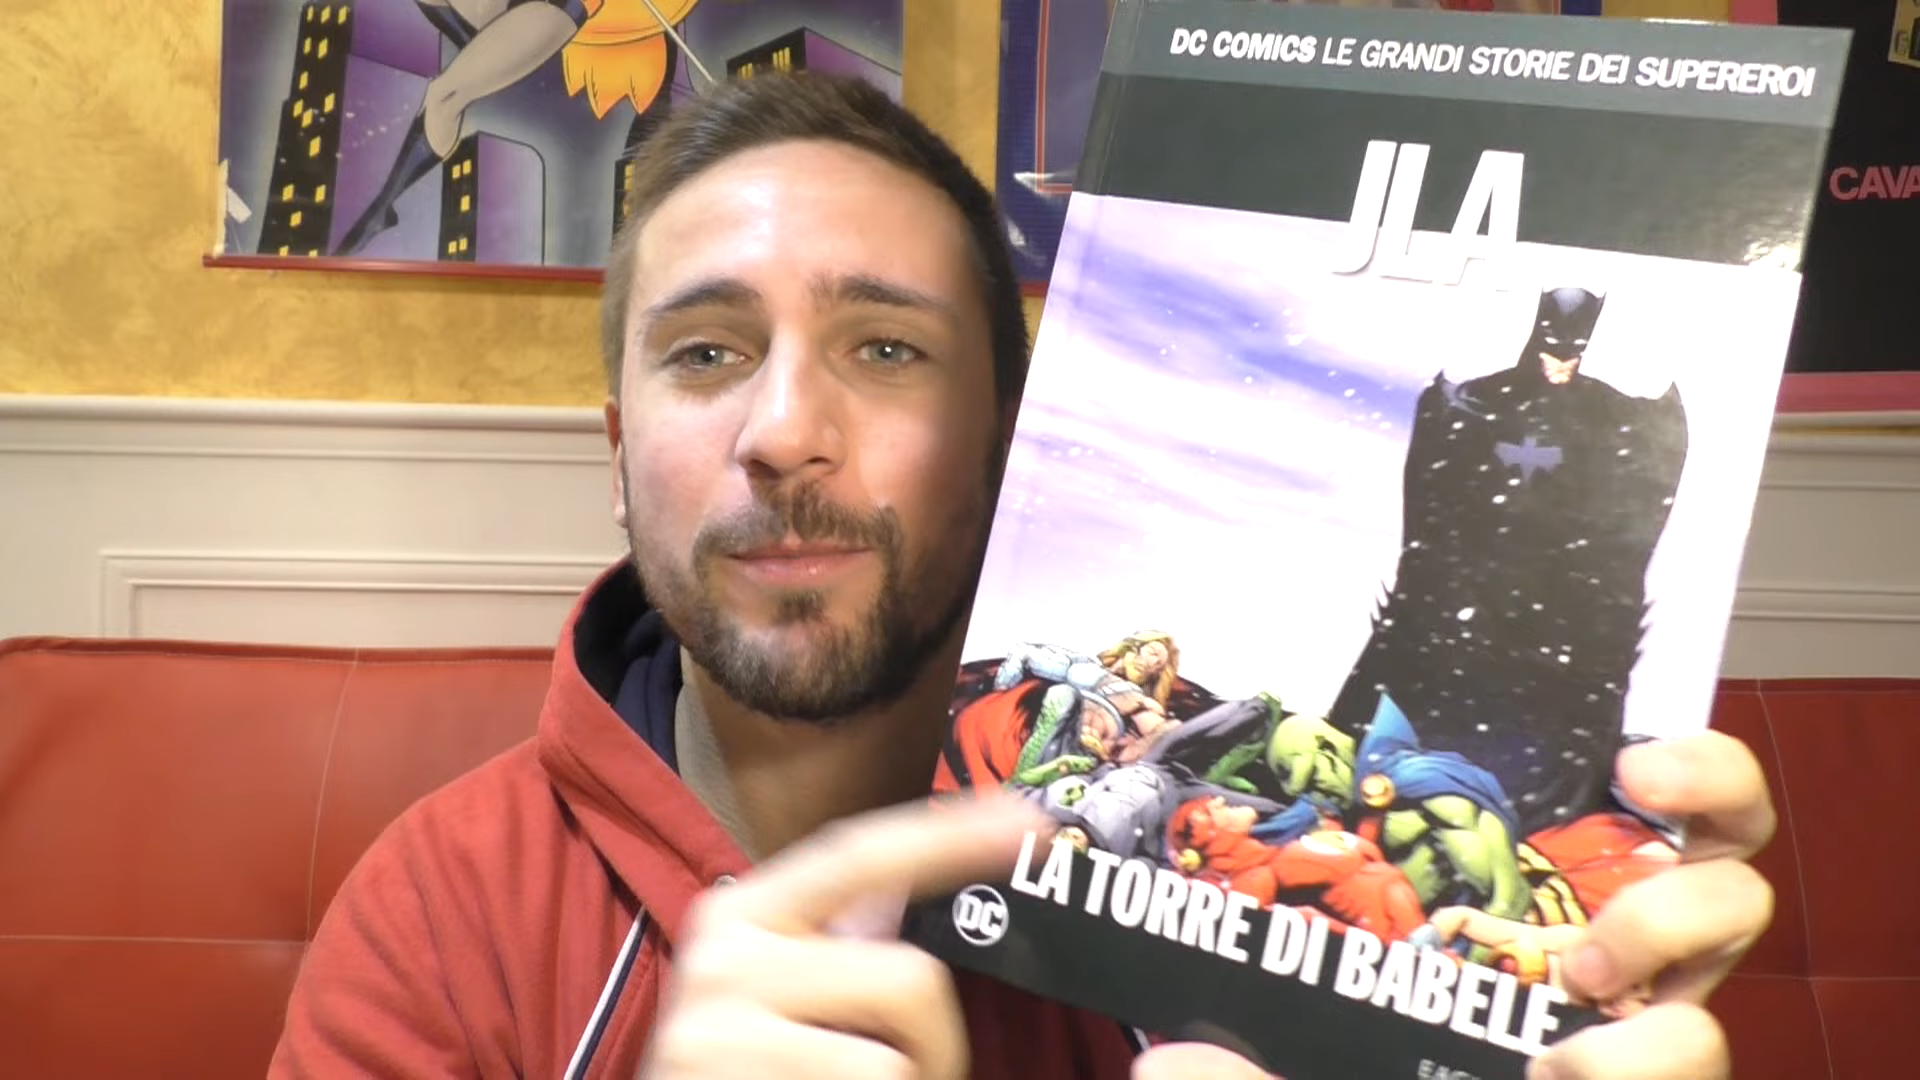 DC COMICS LE GRANDI STORIE DEI SUPEREROI
JLA
LA TORRE DI BABELE
DC